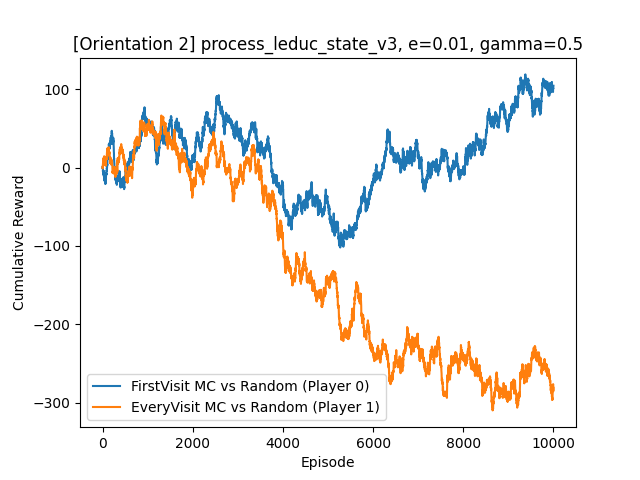 [Orientation 2] process_leduc_state_v3, e=0.01, gamma=0.5
100
0
−100
−200
−300
Cumulative Reward
FirstVisit MC vs Random (Player 0)
EveryVisit MC vs Random (Player 1)
0
2000
4000
6000
8000
10000
Episode